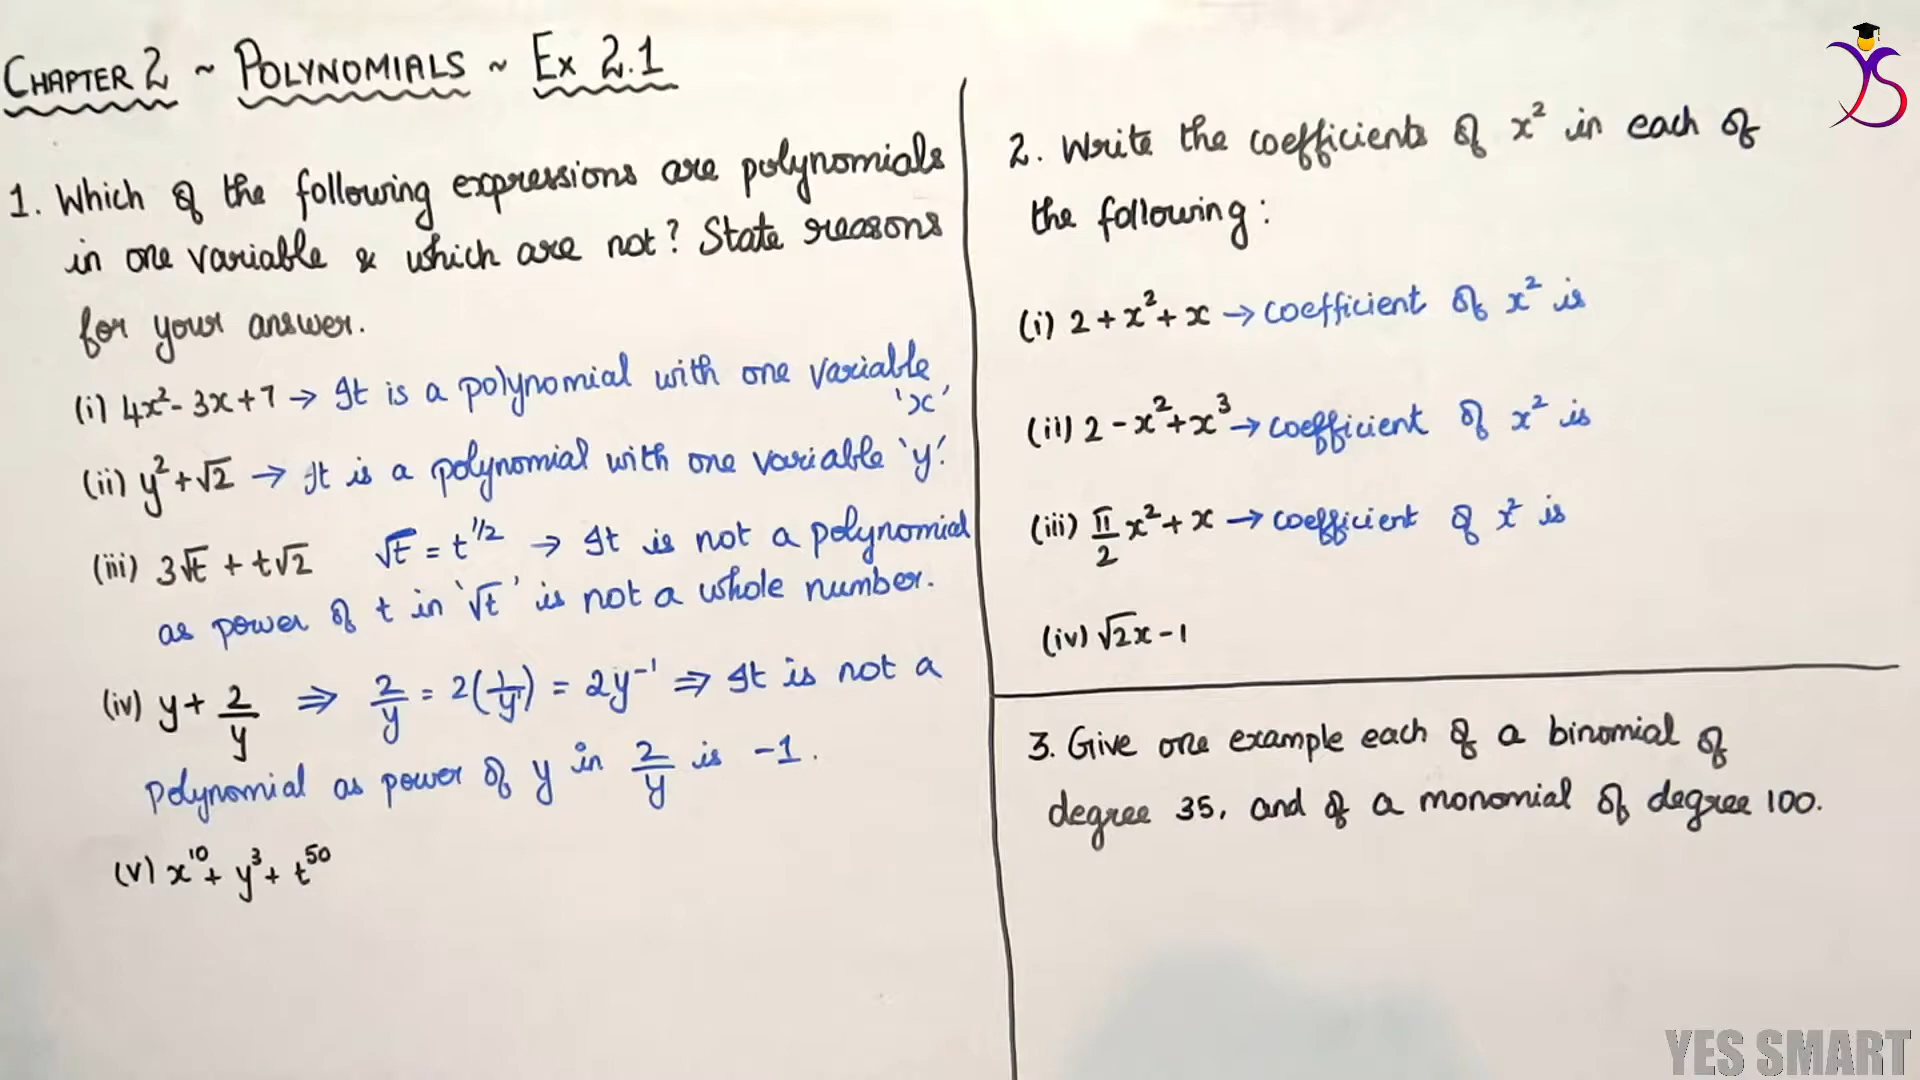 CHAPTER 2 ~ POLYNOMIALS ~ Ex 2.1
1. Which of the following expressions are polynomials
in one variable & which are not? State reasons
for your answer.
(i) 4x² - 3x + 7 → It is a polynomial with one variable
'x'
(ii) y² + √2 → It is a polynomial with one variable 'y'.
(iii) 3√t + t√2 √t = t^1/2 → It is not a polynomial
as power of t in '√t' is not a whole number.
(iv) y + 2/y ⇒ 2/y = 2(1/y¹) = 2y⁻¹ ⇒ It is not a
polynomial as power of y in 2/y is -1.
(v) x¹⁰ + y³ + t⁵⁰
2. Write the coefficients of x² in each of
the following:
(i) 2 + x² + x → coefficient of x² is
(ii) 2 - x² + x³ → coefficient of x² is
(iii) π/2 x² + x → coefficient of x² is
(iv) √2x - 1
3. Give one example each of a binomial of
degree 35, and of a monomial of degree 100.
YS
YES SMART